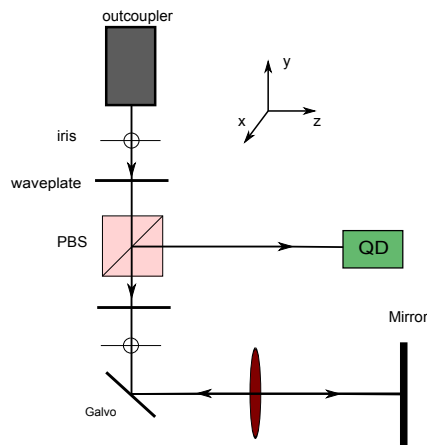 outcoupler
y
x
z
iris
waveplate
PBS
QD
Mirror
Galvo